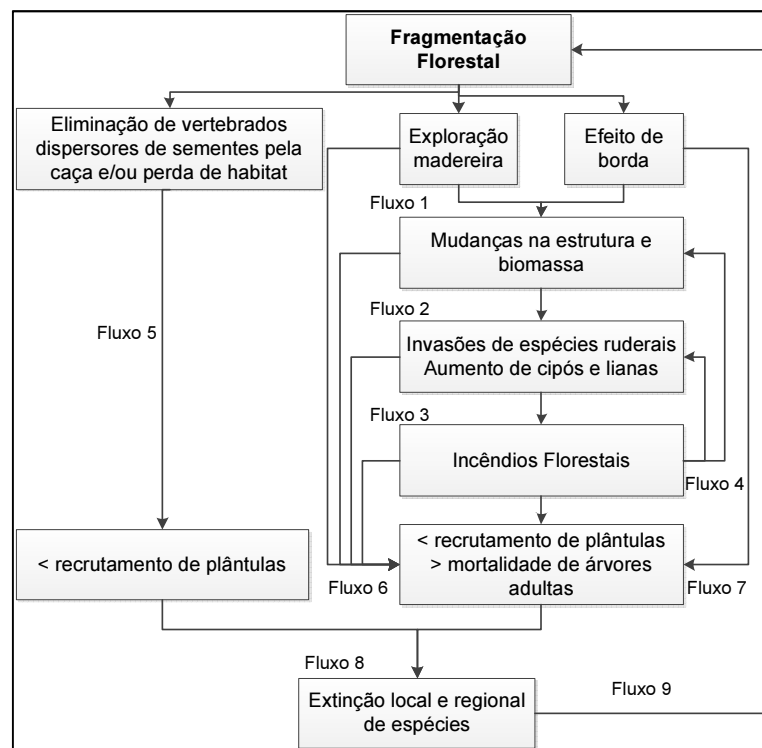 Fragmentação
Florestal
Eliminação de vertebrados
dispersores de sementes pela
caça e/ou perda de habitat
Exploração
madereira
Efeito de
borda
Fluxo 1
Mudanças na estrutura e
biomassa
Fluxo 2
Fluxo 5
Invasões de espécies ruderais
Aumento de cipós e lianas
Fluxo 3
Incêndios Florestais
Fluxo 4
< recrutamento de plântulas
< recrutamento de plântulas
> mortalidade de árvores
adultas
Fluxo 6
Fluxo 7
Fluxo 8
Extinção local e regional
de espécies
Fluxo 9